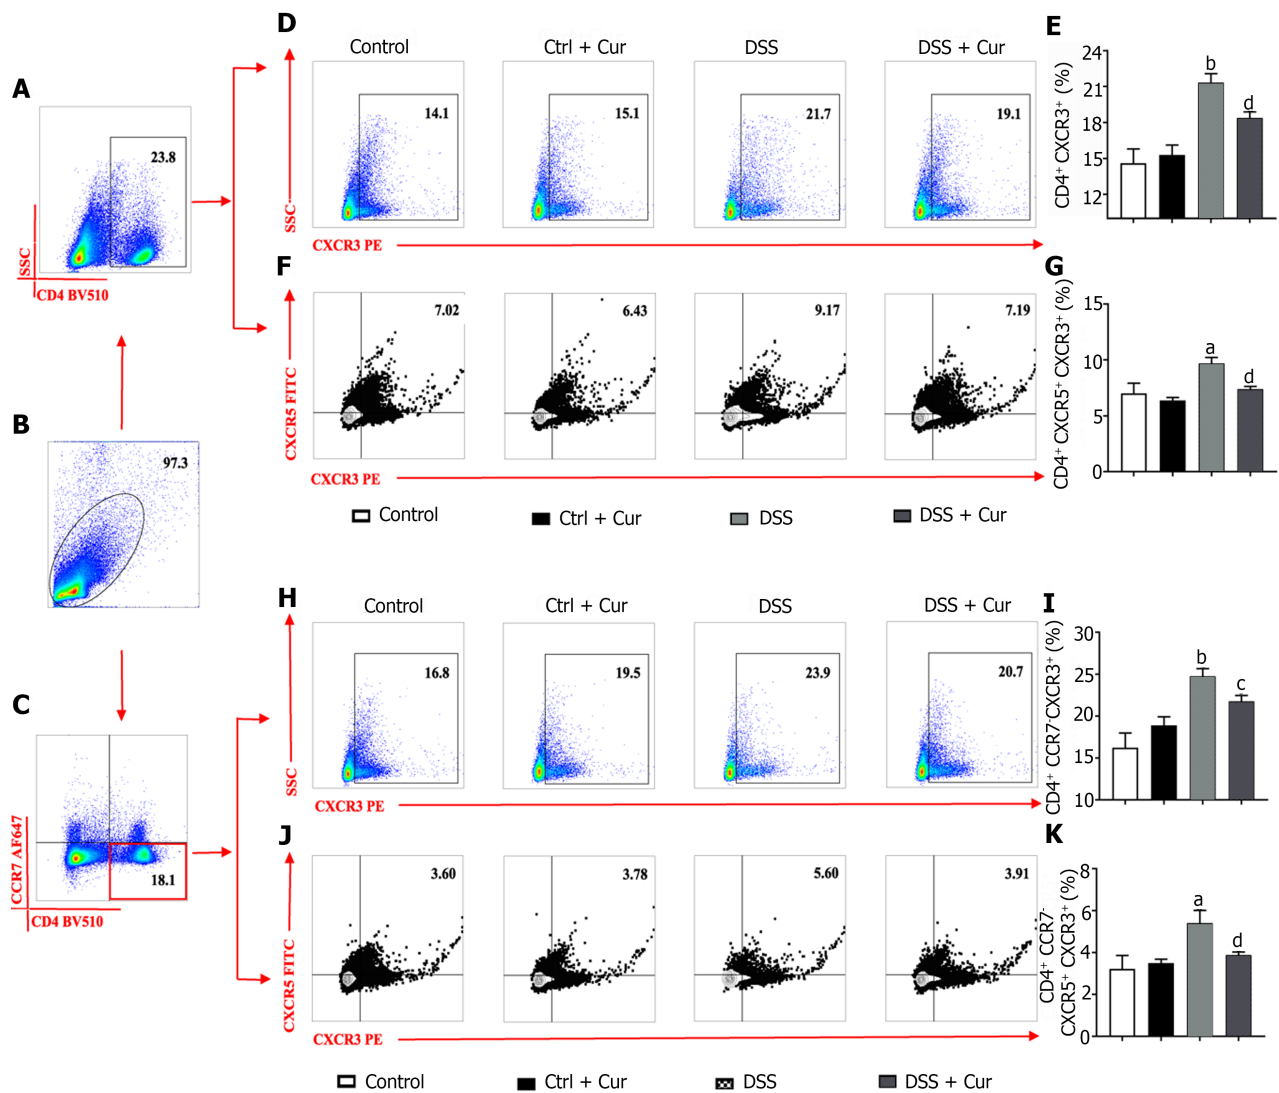 A
23.8
SSC
CD4 BV510
B
97.3
C
CCR7 AF647
18.1
CD4 BV510
D
Control
Ctrl + Cur
DSS
DSS + Cur
14.1
15.1
21.7
19.1
SSC
CXCR3 PE
E
CD4⁺ CXCR3⁺ (%)
24
21
18
15
12
b
d
F
7.02
6.43
9.17
7.19
CXCR5 FITC
CXCR3 PE
G
CD4⁺ CXCR5⁺ CXCR3⁺ (%)
15
10
5
0
a
d
Control
Ctrl + Cur
DSS
DSS + Cur
H
Control
Ctrl + Cur
DSS
DSS + Cur
16.8
19.5
23.9
20.7
SSC
CXCR3 PE
I
CD4⁺ CCR7⁻CXCR3⁺ (%)
30
25
20
15
10
b
c
J
3.60
3.78
5.60
3.91
CXCR5 FITC
CXCR3 PE
K
CD4⁺ CCR7⁻
CXCR5⁺ CXCR3⁺ (%)
8
6
4
2
0
a
d
Control
Ctrl + Cur
DSS
DSS + Cur